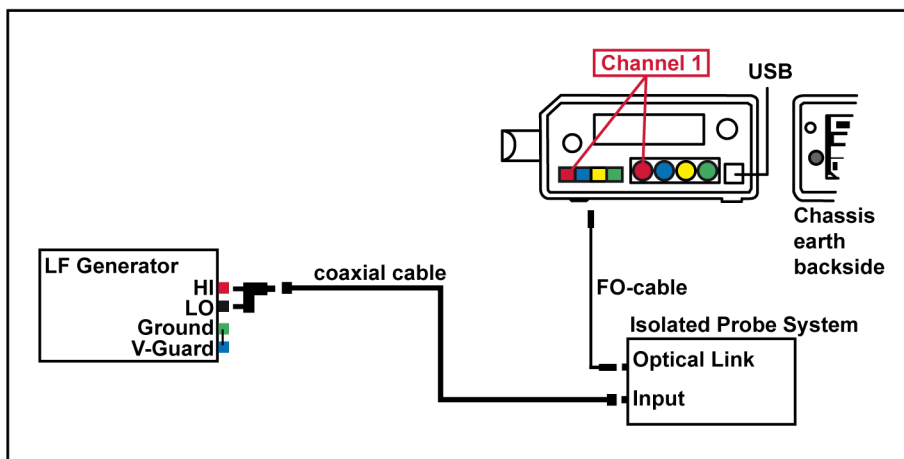 Channel 1
USB
Chassis
earth
backside
LF Generator
HI
LO
Ground
V-Guard
coaxial cable
FO-cable
Isolated Probe System
Optical Link
Input